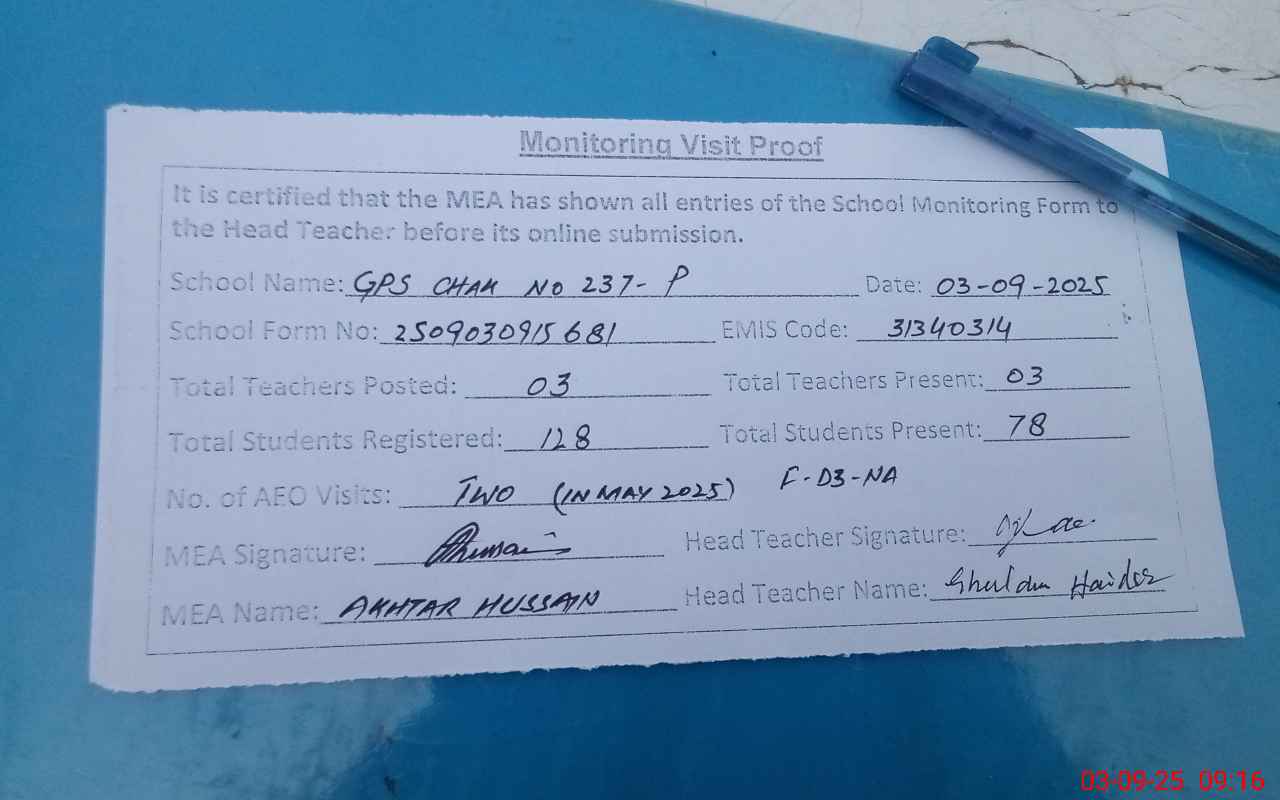 Monitoring Visit Proof
It is certified that the MEA has shown all entries of the School Monitoring Form to
the Head Teacher before its online submission.
School Name: GPS CHAK NO 237-P Date: 03-09-2025
School Form No: 2509030915681 EMIS Code: 31340314
Total Teachers Posted: 03 Total Teachers Present: 03
Total Students Registered: 128 Total Students Present: 78
No. of AEO Visits: TWO (IN MAY 2025) F-D3-NA
MEA Signature: Head Teacher Signature:
MEA Name: AKHTAR HUSSAIN Head Teacher Name: Haider
03-09-25 09:16